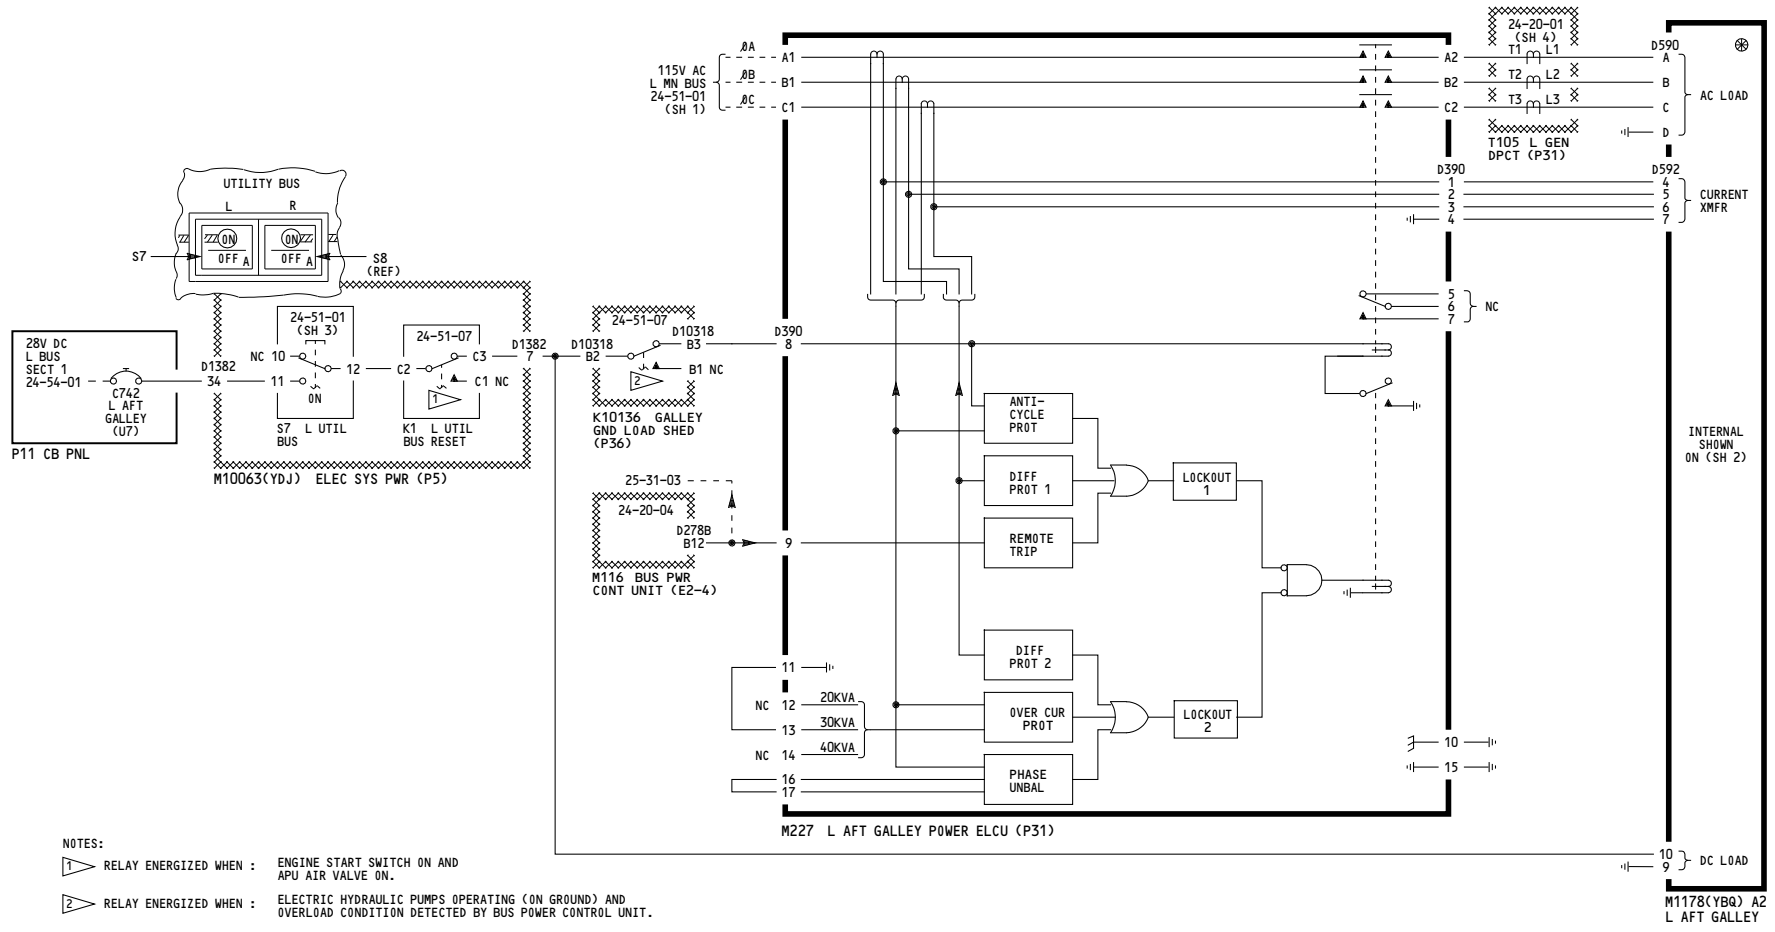 24-20-01
(SH 4)
T1 L1
T2 L2
T3 L3
T105 L GEN
DPCT (P31)
115V AC
L MN BUS
24-51-01
(SH 1)
ØA
ØB
ØC
A1
B1
C1
A2
B2
C2
D590
A
B
C
D
AC LOAD
D390
1
2
3
4
D592
4
5
6
7
CURRENT
XMFR
5
6
7
NC
UTILITY BUS
L R
ON ON
OFF A OFF A
S7
S8
(REF)
28V DC
L BUS
SECT 1
24-54-01
C742
L AFT
GALLEY
(U7)
P11 CB PNL
D1382
34
24-51-01
(SH 3)
NC 10
11
12
ON
S7 L UTIL
BUS
24-51-07
C2
C3
C1 NC
1
K1 L UTIL
BUS RESET
D1382
7
M10063(YDJ) ELEC SYS PWR (P5)
24-51-07
D10318
B2
D10318
B3
B1 NC
2
K10136 GALLEY
GND LOAD SHED
(P36)
D390
8
25-31-03
24-20-04
D278B
B12
M116 BUS PWR
CONT UNIT (E2-4)
9
ANTI-
CYCLE
PROT
DIFF
PROT 1
REMOTE
TRIP
LOCKOUT
1
DIFF
PROT 2
OVER CUR
PROT
PHASE
UNBAL
LOCKOUT
2
11
NC 12 20KVA
13 30KVA
NC 14 40KVA
16
17
10
15
M227 L AFT GALLEY POWER ELCU (P31)
INTERNAL
SHOWN
ON (SH 2)
10
9
DC LOAD
M1178(YBQ) A2
L AFT GALLEY
NOTES:
1 RELAY ENERGIZED WHEN : ENGINE START SWITCH ON AND
APU AIR VALVE ON.
2 RELAY ENERGIZED WHEN : ELECTRIC HYDRAULIC PUMPS OPERATING (ON GROUND) AND
OVERLOAD CONDITION DETECTED BY BUS POWER CONTROL UNIT.